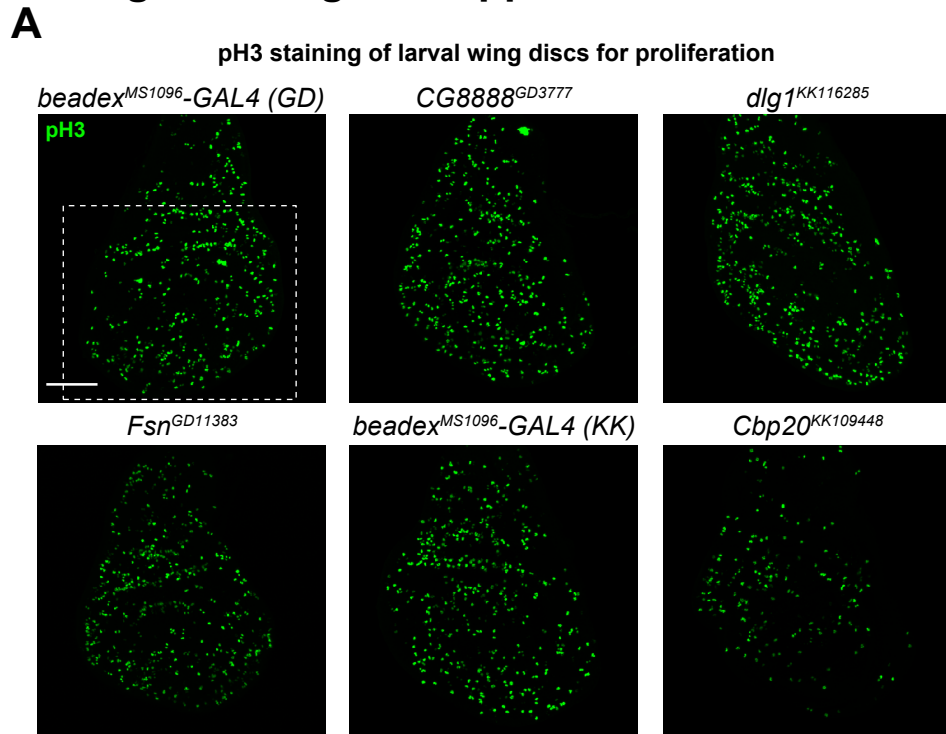 A
pH3 staining of larval wing discs for proliferation
beadex^MS1096-GAL4 (GD) CG8888^GD3777 dlg1^KK116285
pH3
Fsn^GD11383 beadex^MS1096-GAL4 (KK) Cbp20^KK109448